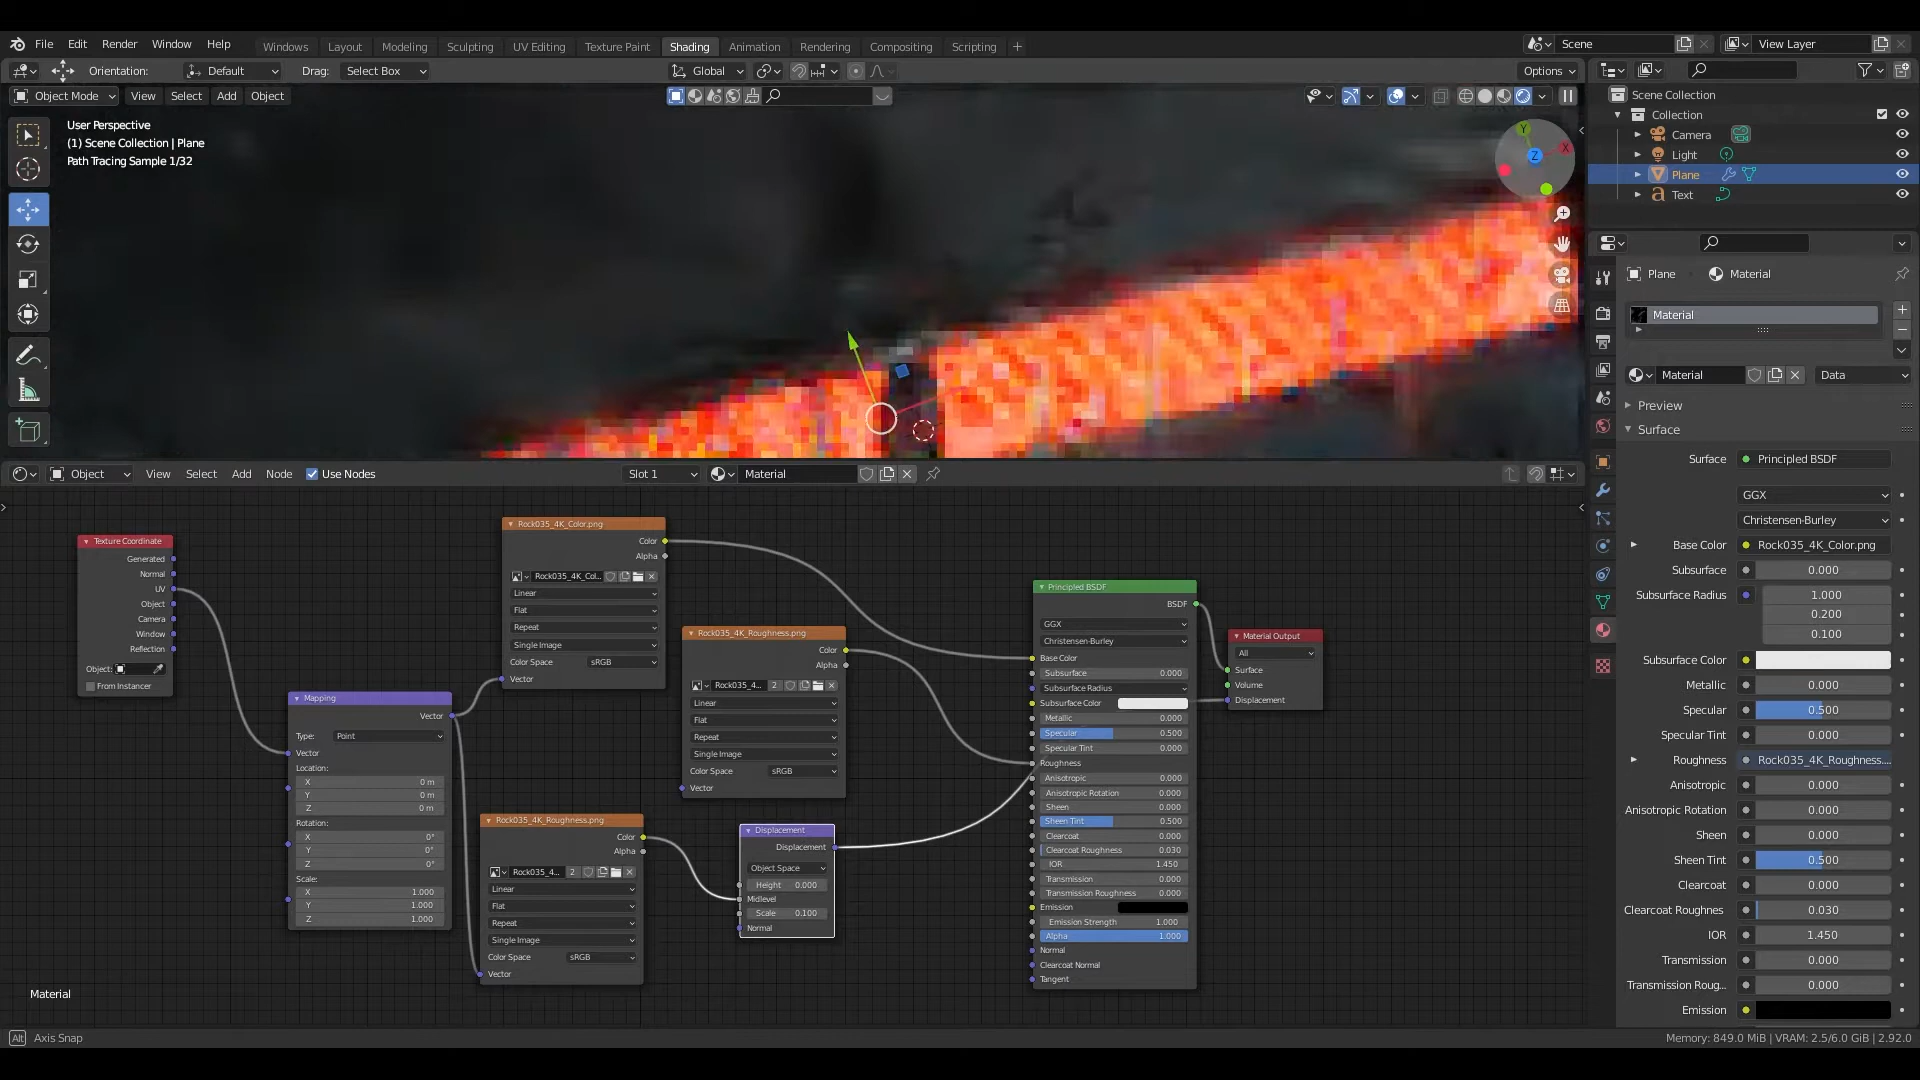 File Edit Render Window Help
Windows Layout Modeling Sculpting UV Editing Texture Paint Shading Animation Rendering Compositing Scripting +
Scene
View Layer
Orientation: Default Drag: Select Box
Global
Options
Object Mode View Select Add Object
User Perspective
(1) Scene Collection | Plane
Path Tracing Sample 1/32
Y
X
Z
Scene Collection
Collection
Camera
Light
Plane
Text
Plane Material
Material
Material Data
Preview
Surface
Surface Principled BSDF
GGX
Christensen-Burley
Base Color Rock035_4K_Color.png
Subsurface 0.000
Subsurface Radius 1.000
0.200
0.100
Subsurface Color
Metallic 0.000
Specular 0.500
Specular Tint 0.000
Roughness Rock035_4K_Roughness....
Anisotropic 0.000
Anisotropic Rotation 0.000
Sheen 0.000
Sheen Tint 0.500
Clearcoat 0.000
Clearcoat Roughnes 0.030
IOR 1.450
Transmission 0.000
Transmission Roug... 0.000
Emission
Object View Select Add Node Use Nodes
Slot 1 Material
Texture Coordinate
Generated
Normal
UV
Object
Camera
Window
Reflection
Object:
From Instancer
Mapping
Vector
Type: Point
Vector
Location:
X 0 m
Y 0 m
Z 0 m
Rotation:
X 0°
Y 0°
Z 0°
Scale:
X 1.000
Y 1.000
Z 1.000
Rock035_4K_Color.png
Color
Alpha
Rock035_4K_Col...
Linear
Flat
Repeat
Single Image
Color Space sRGB
Vector
Rock035_4K_Roughness.png
Color
Alpha
Rock035_4... 2
Linear
Flat
Repeat
Single Image
Color Space sRGB
Vector
Rock035_4K_Roughness.png
Color
Alpha
Rock035_4... 2
Linear
Flat
Repeat
Single Image
Color Space sRGB
Vector
Displacement
Displacement
Object Space
Height 0.000
Midlevel
Scale 0.100
Normal
Principled BSDF
BSDF
GGX
Christensen-Burley
Base Color
Subsurface 0.000
Subsurface Radius
Subsurface Color
Metallic 0.000
Specular 0.500
Specular Tint 0.000
Roughness
Anisotropic 0.000
Anisotropic Rotation 0.000
Sheen 0.000
Sheen Tint 0.500
Clearcoat 0.000
Clearcoat Roughness 0.030
IOR 1.450
Transmission 0.000
Transmission Roughness 0.000
Emission
Emission Strength 1.000
Alpha 1.000
Normal
Clearcoat Normal
Tangent
Material Output
All
Surface
Volume
Displacement
Material
Alt Axis Snap
Memory: 849.0 MiB | VRAM: 2.5/6.0 GiB | 2.92.0